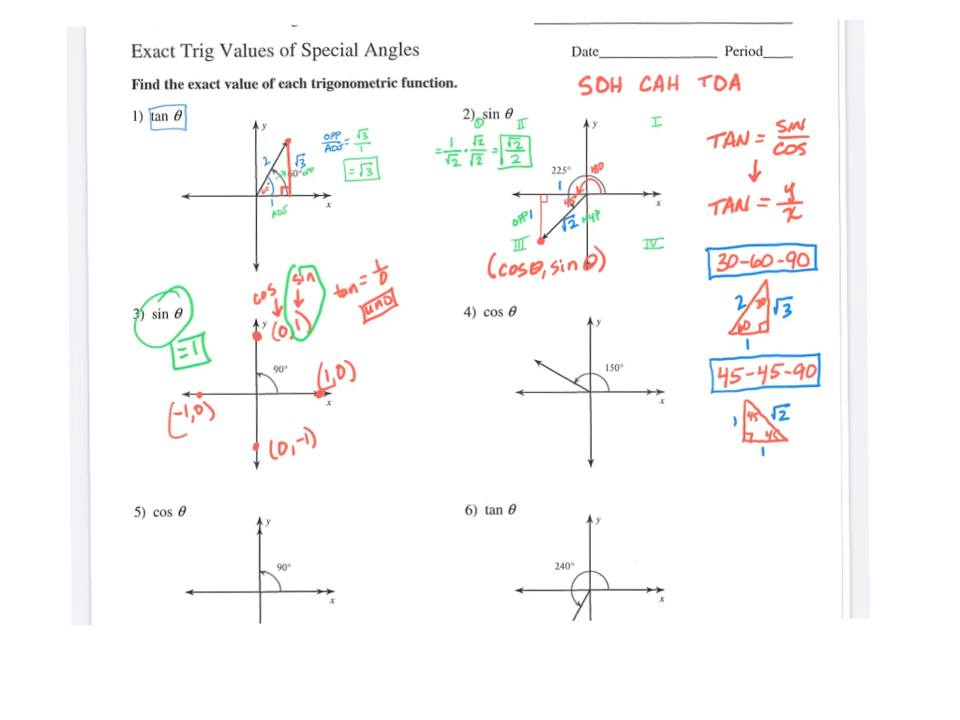 Exact Trig Values of Special Angles
Date________________ Period____
Find the exact value of each trigonometric function.
SOH CAH TOA
1) tan θ
y
x
2
√3
60°
60°
OPP
1
ADJ
OPP/ADJ = √3/1
= √3
2) sin θ
I
II
III
IV
y
x
225°
180
45°
1
OPP 1
√2 HYP
= 1/√2 · √2/√2 = √2/2
(cosθ, sin θ)
TAN = SIN/COS
↓
TAN = y/x
30-60-90
2
30
√3
60
1
45-45-90
1
45
√2
45
1
3) sin θ
= 1
cos
sin
tan = 1/0
UND
y
(0,1)
90°
(1,0)
x
(-1,0)
(0,-1)
4) cos θ
y
150°
x
5) cos θ
y
90°
x
6) tan θ
y
240°
x